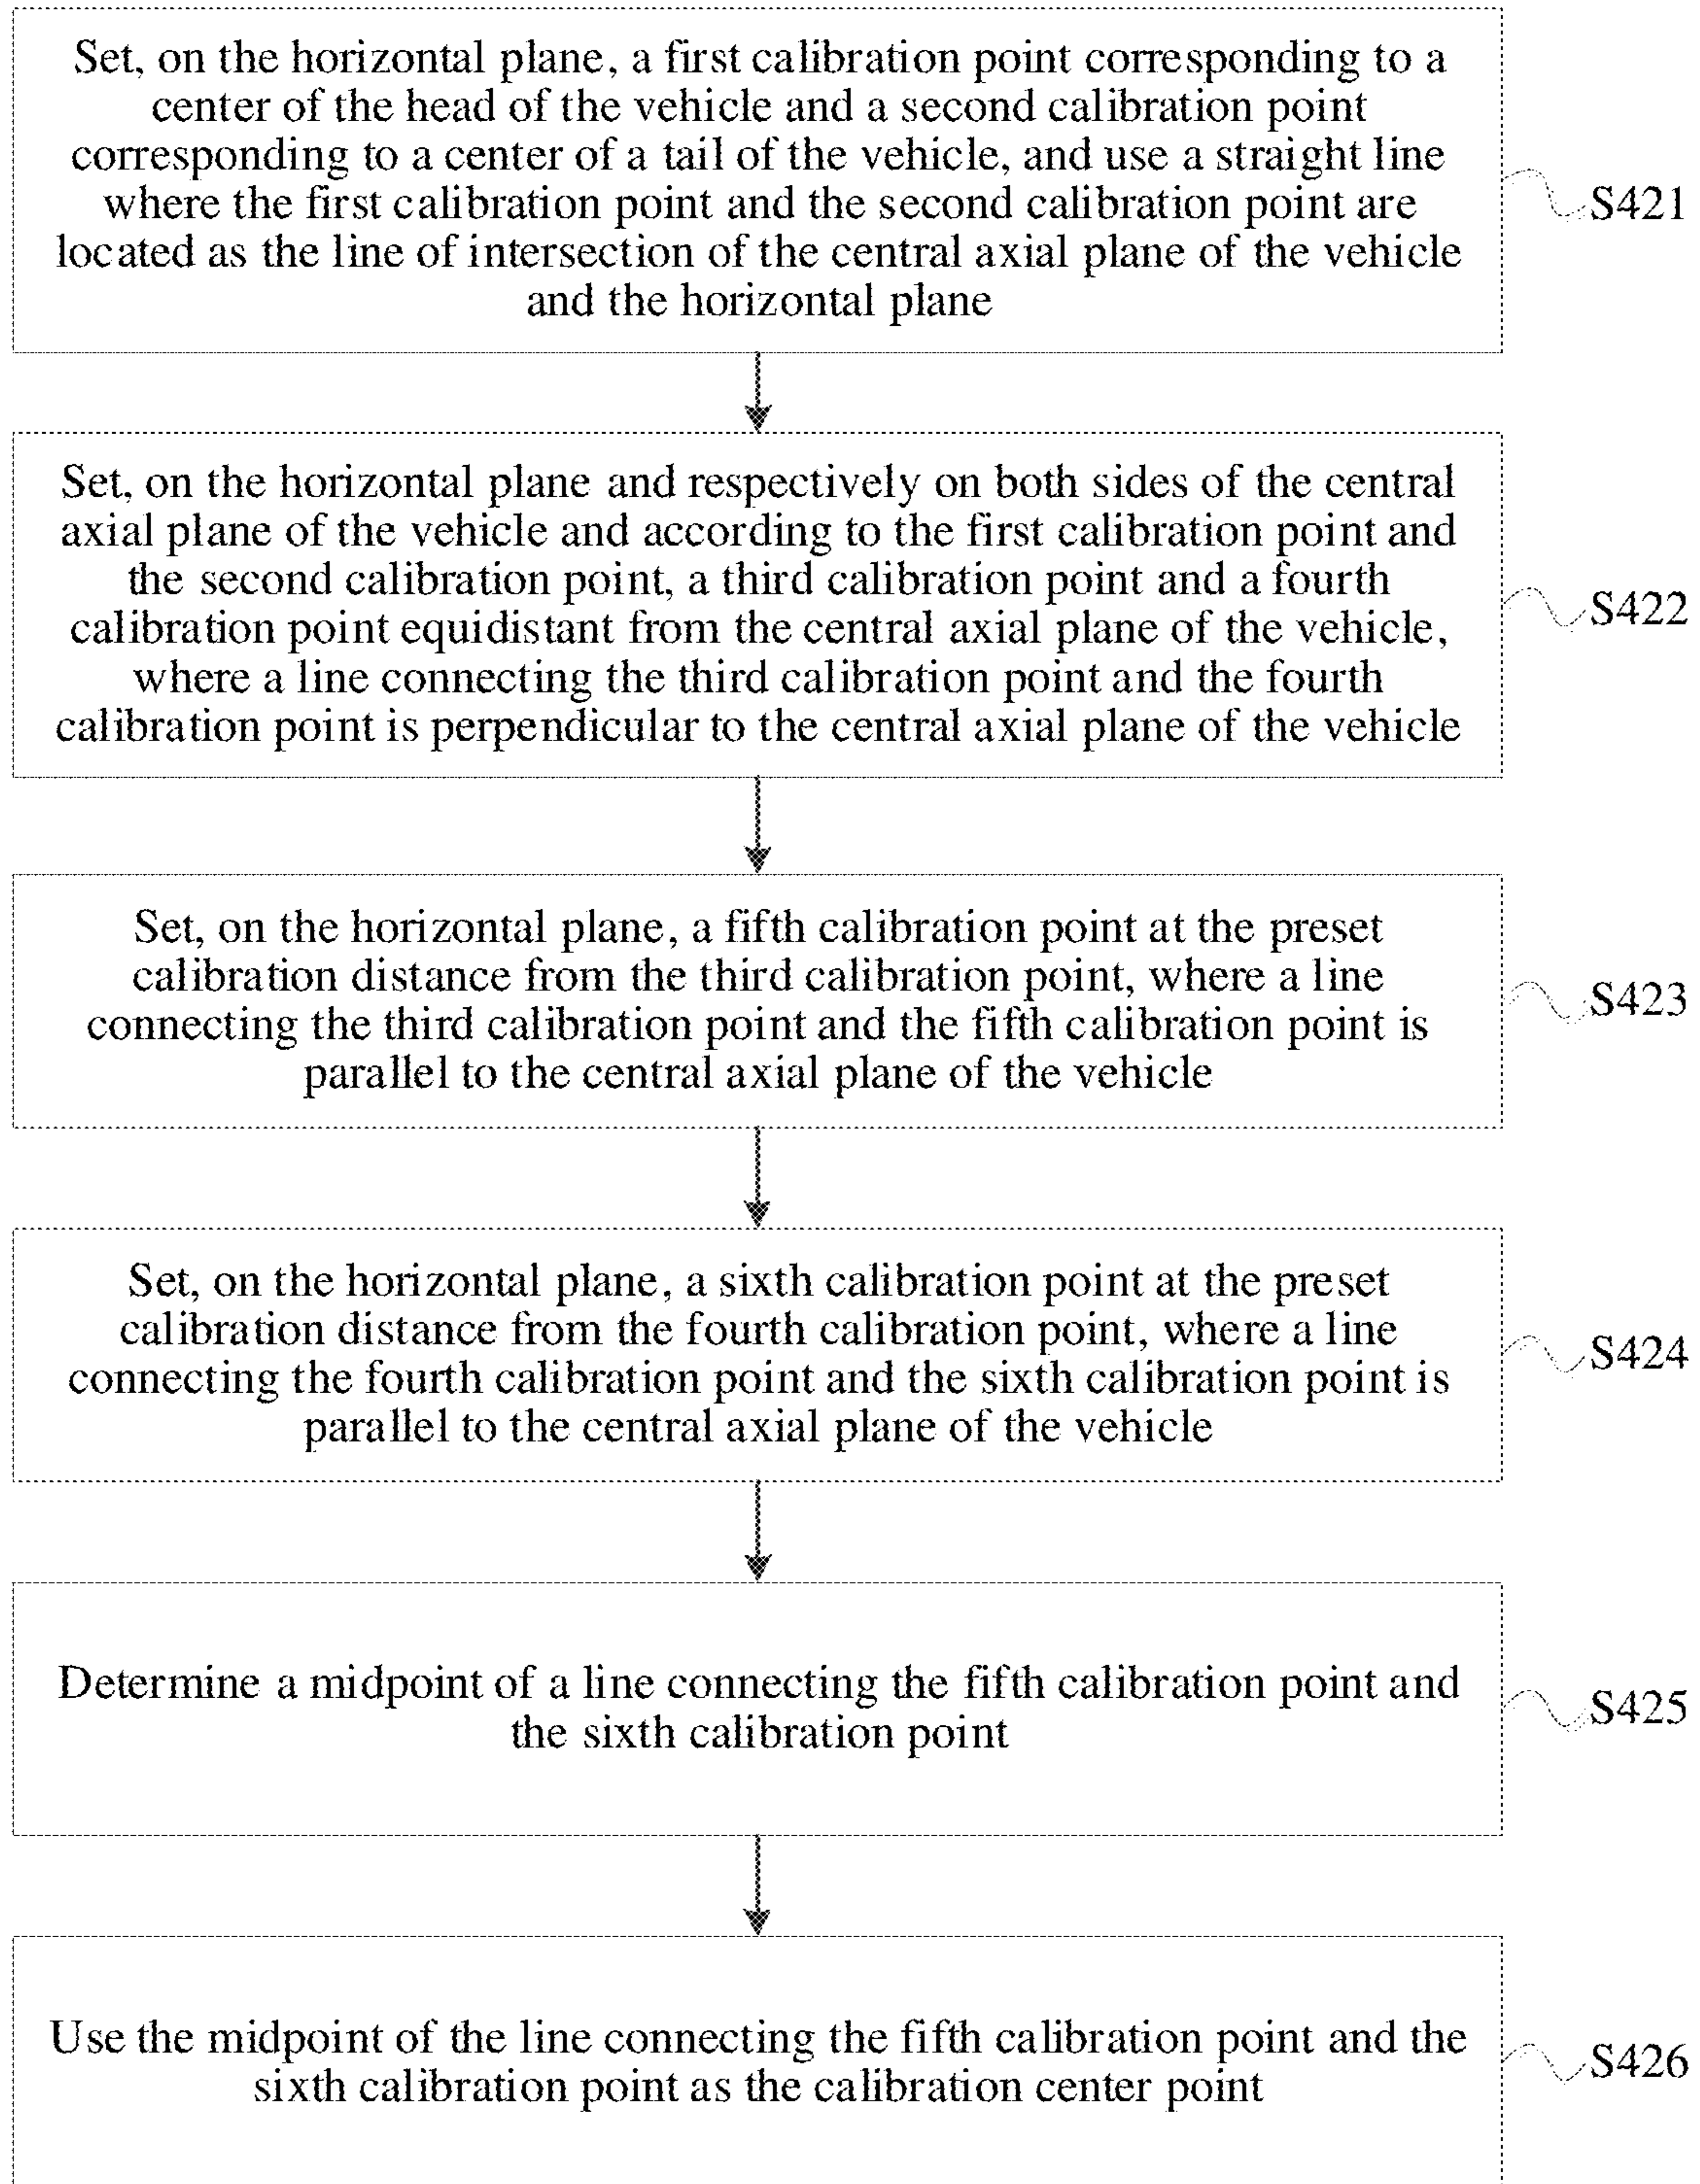 Set, on the horizontal plane, a first calibration point corresponding to a
center of the head of the vehicle and a second calibration point
corresponding to a center of a tail of the vehicle, and use a straight line
where the first calibration point and the second calibration point are
located as the line of intersection of the central axial plane of the vehicle
and the horizontal plane
S421
Set, on the horizontal plane and respectively on both sides of the central
axial plane of the vehicle and according to the first calibration point and
the second calibration point, a third calibration point and a fourth
calibration point equidistant from the central axial plane of the vehicle,
where a line connecting the third calibration point and the fourth
calibration point is perpendicular to the central axial plane of the vehicle
S422
Set, on the horizontal plane, a fifth calibration point at the preset
calibration distance from the third calibration point, where a line
connecting the third calibration point and the fifth calibration point is
parallel to the central axial plane of the vehicle
S423
Set, on the horizontal plane, a sixth calibration point at the preset
calibration distance from the fourth calibration point, where a line
connecting the fourth calibration point and the sixth calibration point is
parallel to the central axial plane of the vehicle
S424
Determine a midpoint of a line connecting the fifth calibration point and
the sixth calibration point
S425
Use the midpoint of the line connecting the fifth calibration point and the
sixth calibration point as the calibration center point
S426